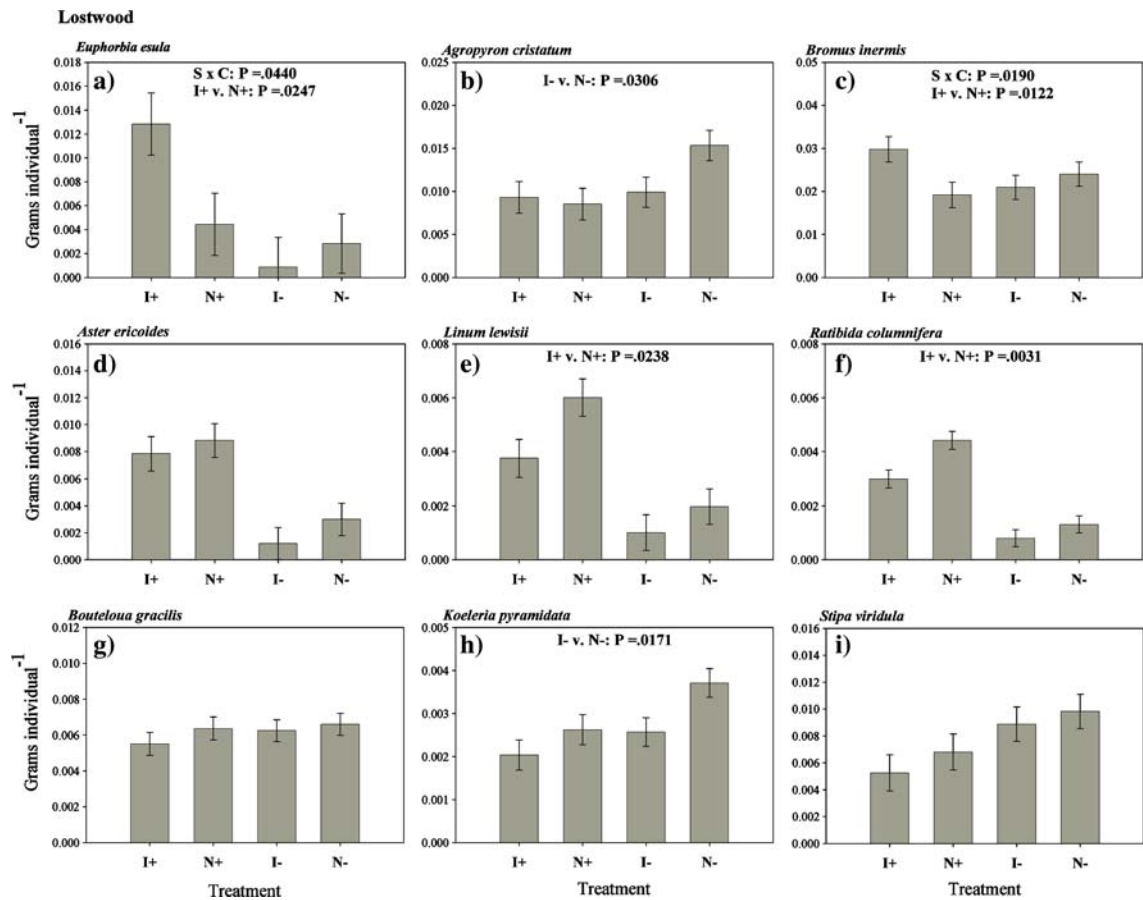 Lostwood
Euphorbia esula
Agropyron cristatum
Bromus inermis
a)
S x C: P =.0440
I+ v. N+: P =.0247
b)
I- v. N-: P =.0306
c)
S x C: P =.0190
I+ v. N+: P =.0122
Grams individual-1
0.018
0.016
0.014
0.012
0.010
0.008
0.006
0.004
0.002
0.000
0.025
0.020
0.015
0.010
0.005
0.000
0.05
0.04
0.03
0.02
0.01
0.00
I+ N+ I- N-
I+ N+ I- N-
I+ N+ I- N-
Aster ericoides
Linum lewisii
Ratibida columnifera
d)
e)
I+ v. N+: P =.0238
f)
I+ v. N+: P =.0031
Grams individual-1
0.016
0.014
0.012
0.010
0.008
0.006
0.004
0.002
0.000
0.008
0.006
0.004
0.002
0.000
0.008
0.006
0.004
0.002
0.000
I+ N+ I- N-
I+ N+ I- N-
I+ N+ I- N-
Bouteloua gracilis
Koeleria pyramidata
Stipa viridula
g)
h)
I- v. N-: P =.0171
i)
Grams individual-1
0.012
0.010
0.008
0.006
0.004
0.002
0.000
0.005
0.004
0.003
0.002
0.001
0.000
0.016
0.014
0.012
0.010
0.008
0.006
0.004
0.002
0.000
I+ N+ I- N-
I+ N+ I- N-
I+ N+ I- N-
Treatment
Treatment
Treatment